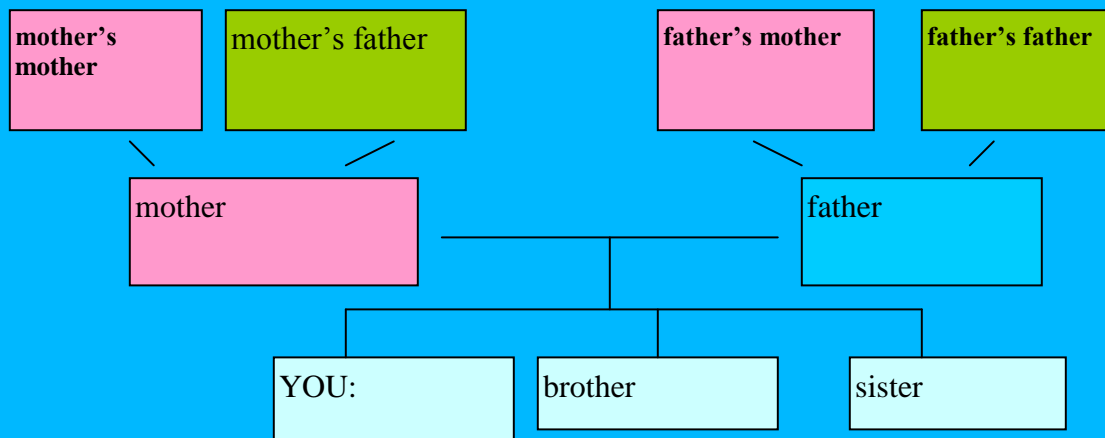 mother’s
mother
mother’s father
father’s mother
father’s father
mother
father
YOU:
brother
sister